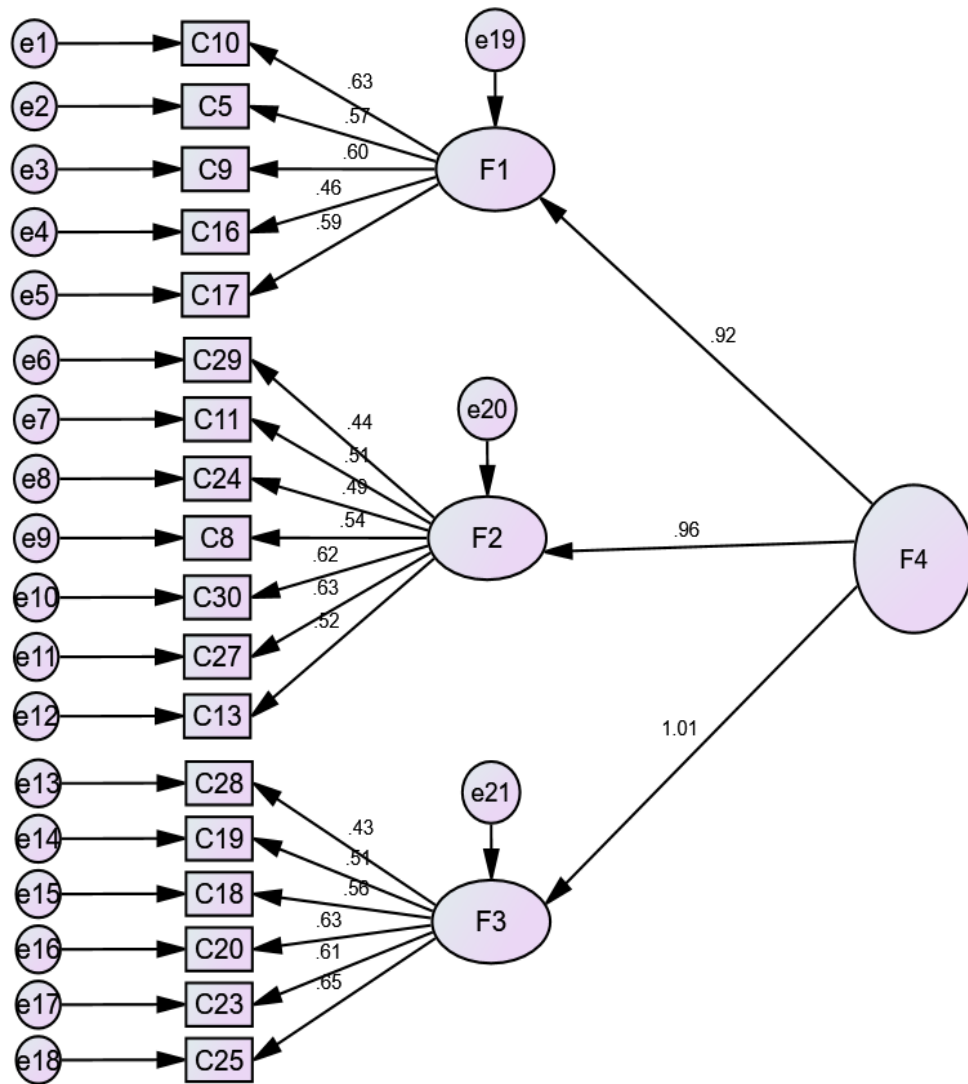 e1 C10 e19
.63
e2 C5
.57
e3 C9 .60 F1
.46
e4 C16
.59
e5 C17
.92
e6 C29
e20
e7 C11 .44
.51
e8 C24
.49
e9 C8 .54 F2 .96 F4
.62
e10 C30
.63
.52
e11 C27
e12 C13
1.01
e13 C28 e21
.43
e14 C19
.51
e15 C18 .56
F3
.63
e16 C20
.61
.65
e17 C23
e18 C25